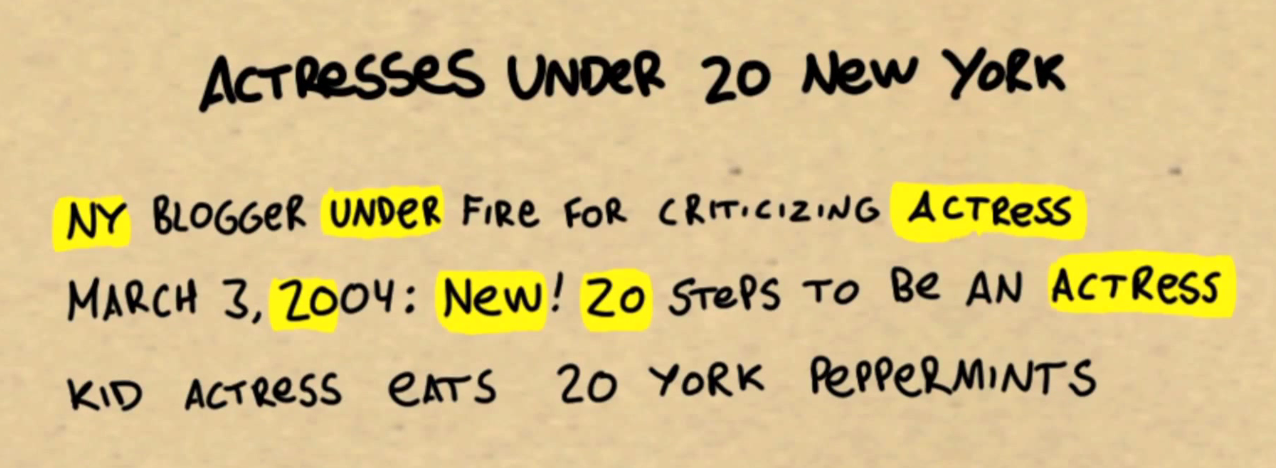 ACTRESSES UNDER 20 NEW YORK
NY BLOGGER UNDER FIRE FOR CRITICIZING ACTRESS
MARCH 3, 2004: NEW! 20 STEPS TO BE AN ACTRESS
KID ACTRESS EATS 20 YORK PEPPERMINTS